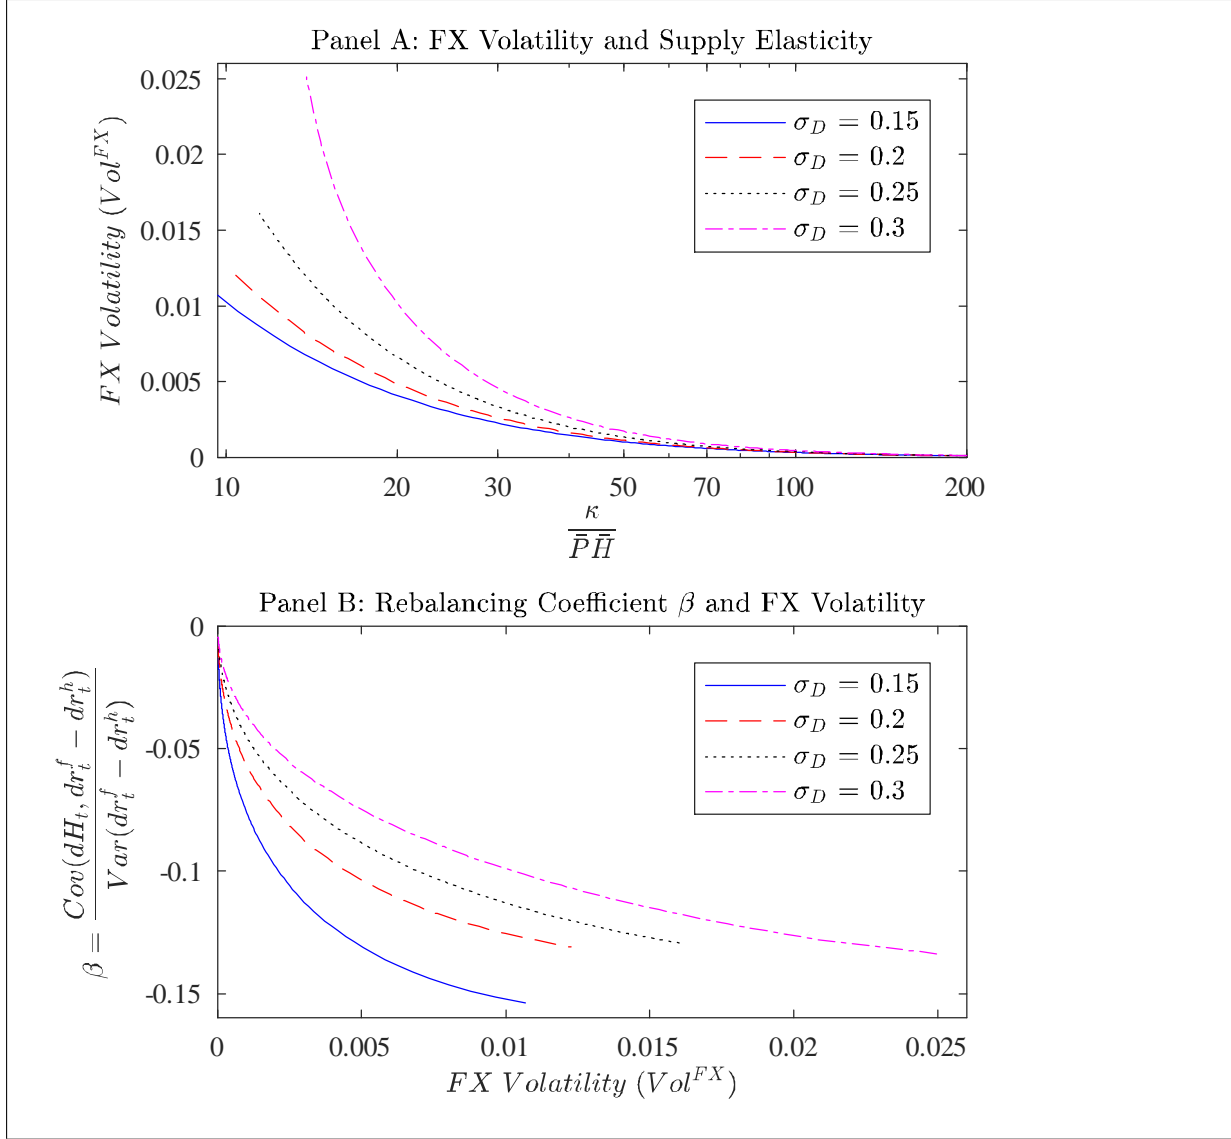 Panel A: FX Volatility and Supply Elasticity
FX Volatility (Vol^{FX})
0.025
0.02
0.015
0.01
0.005
0
10 20 30 50 70 100 200
κ
P̄H̄
σ_D = 0.15
σ_D = 0.2
σ_D = 0.25
σ_D = 0.3
Panel B: Rebalancing Coefficient β and FX Volatility
β = \frac{Cov(dH_t, dr_t^f − dr_t^h)}{Var(dr_t^f − dr_t^h)}
0
-0.05
-0.1
-0.15
0 0.005 0.01 0.015 0.02 0.025
FX Volatility (Vol^{FX})
σ_D = 0.15
σ_D = 0.2
σ_D = 0.25
σ_D = 0.3